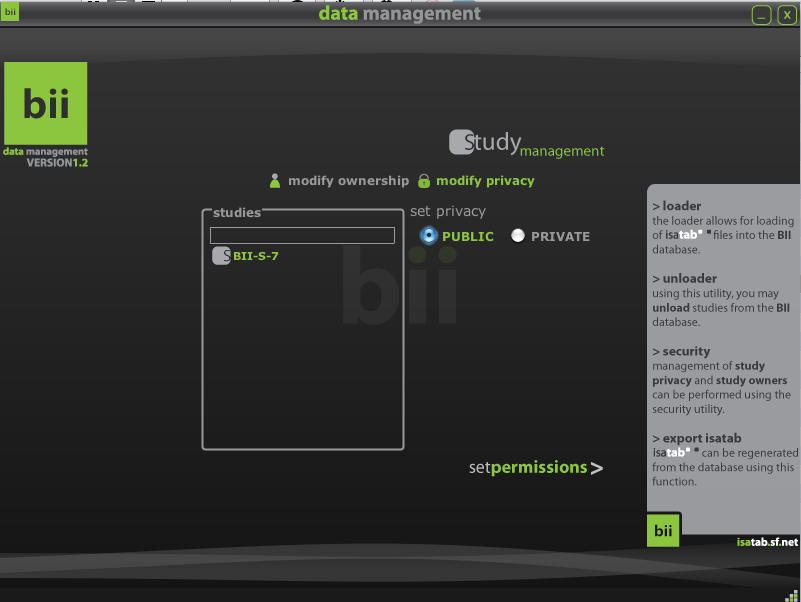 bii
data management
_ X
bii
data management
VERSION1.2
Study
management
modify ownership modify privacy
studies
set privacy
PUBLIC PRIVATE
S BII-S-7
bii
setpermissions >
> loader
the loader allows for loading
of isatab files into the BII
database.
> unloader
using this utility, you may
unload studies from the BII
database.
> security
management of study
privacy and study owners
can be performed using the
security utility.
> export isatab
isatab can be regenerated
from the database using this
function.
bii
isatab.sf.net